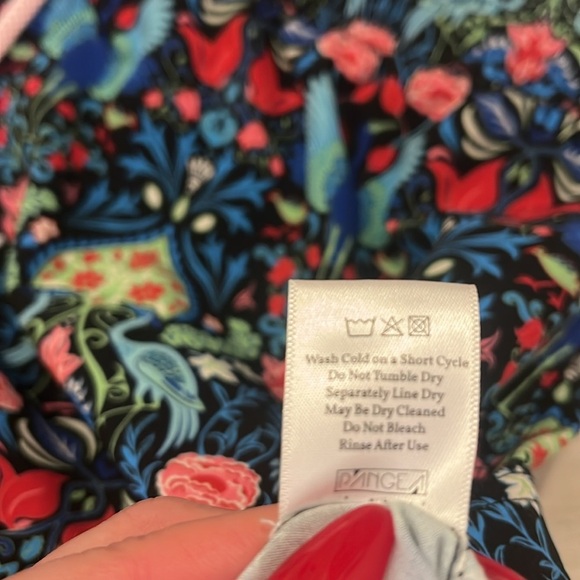 Wash Cold on a Short Cycle
Do Not Tumble Dry
Separately Line Dry
May be Dry Cleaned
Do Not Bleach
Rinse After Use
PANGEA